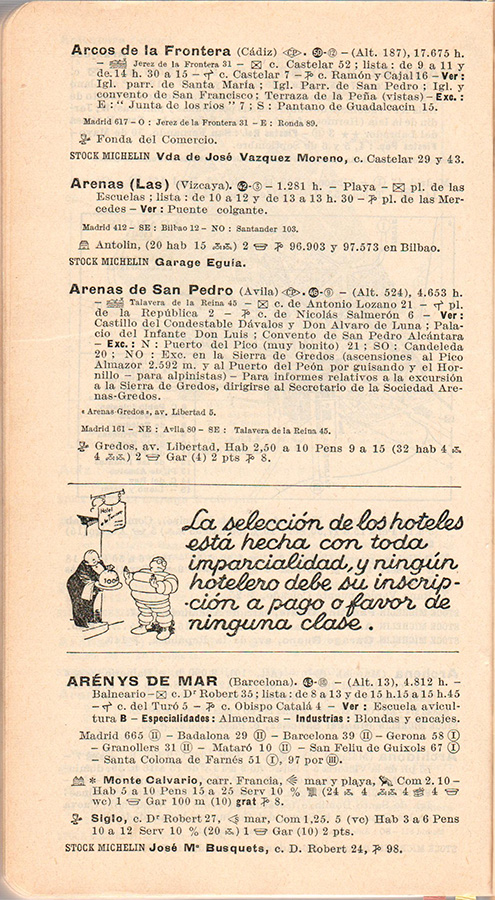 Arcos de la Frontera (Cádiz) 50-12 – (Alt. 187), 17.675 h.
– Jerez de la Frontera 31 – c. Castelar 52 ; lista : de 9 a 11 y
de 14 h. 30 a 15 – c. Castelar 7 – c. Ramón y Cajal 16 – Ver :
Igl. parr. de Santa María ; Igl. Parr. de San Pedro ; Igl. y
convento de San Francisco ; Terraza de la Peña (vistas) – Exc. :
E : " Junta de los ríos " 7 ; S : Pantano de Guadalcacin 15.
Madrid 617 – O : Jerez de la Frontera 31 – E : Ronda 89.
Fonda del Comercio.
STOCK MICHELIN Vda de José Vazquez Moreno, c. Castelar 29 y 43.
Arenas (Las) (Vizcaya). 42-3 – 1.281 h. – Playa – pl. de las
Escuelas ; lista : de 10 a 12 y de 13 a 13 h. 30 – pl. de las Mer-
cedes – Ver : Puente colgante.
Madrid 412 – SE : Bilbao 12 – NO : Santander 103.
Antolin, (20 hab 15 ) 2 96.903 y 97.573 en Bilbao.
STOCK MICHELIN Garage Eguia.
Arenas de San Pedro (Avila) 46-9 – (Alt. 524), 4.653 h.
– Talavera de la Reina 45 – c. de Antonio Lozano 21 – pl.
de la República 2 – c. de Nicolás Salmerón 6 – Ver :
Castillo del Condestable Dávalos y Don Alvaro de Luna ; Pala-
cio del Infante Don Luis ; Convento de San Pedro Alcántara
– Exc. : N : Puerto del Pico (muy bonito) 21 ; SO : Candeleda
20 ; NO : Exc. en la Sierra de Gredos (ascensiones al Pico
Almazor 2.592 m. y al Puerto del Peón por guisando y el Hor-
nillo – para alpinistas) – Para informes relativos a la excursión
a la Sierra de Gredos, dirigirse al Secretario de la Sociedad Are-
nas-Gredos.
« Arenas-Gredos », av. Libertad 5.
Madrid 161 – NE : Avila 80 – SE : Talavera de la Reina 45.
Gredos, av. Libertad, Hab 2,50 a 10 Pens 9 a 15 (32 hab 4
4 ) 2 Gar (4) 2 pts 8.
Hotel
1000
La selección de los hoteles
está hecha con toda
imparcialidad, y ningún
hotelero debe su inscrip-
-ción a pago o favor de
ninguna clase.
ARÉNYS DE MAR (Barcelona). – (Alt. 13), 4.812 h. –
Balneario – c. Dr Robert 35 ; lista : de 8 a 13 y de 15 h. 15 a 15 h. 45
– c. del Turó 5 – c. Obispo Catalá 4 – Ver : Escuela avicul-
tura B – Especialidades : Almendras – Industrias : Blondas y encajes.
Madrid 665 II – Badalona 29 II – Barcelona 39 II – Gerona 58 I
– Granollers 31 II – Mataró 10 II – San Feliu de Guixols 67 I
– Santa Coloma de Farnés 51 I, 97 por III.
* Monte Calvario, carr. Francia, mar y playa, Com 2.10 –
Hab 5 a 10 Pens 15 a 25 Serv 10 % (24 4 4 4
wc) 1 Gar 100 m (10) grat 8.
Siglo, c. Dr Robert 27, mar, Com 1,25. 5 (vc) Hab 3 a 6 Pens
10 a 12 Serv 10 % (20 ) 1 Gar (10) 2 pts.
STOCK MICHELIN José Mª Busquets, c. D. Robert 24, 98.